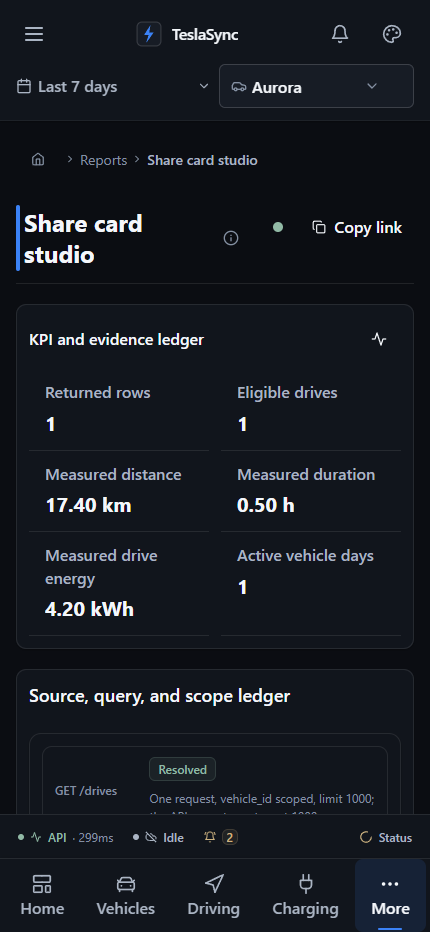 TeslaSync
Last 7 days
Aurora
Reports
Share card studio
Share card
studio
Copy link
KPI and evidence ledger
Returned rows
1
Eligible drives
1
Measured distance
17.40 km
Measured duration
0.50 h
Measured drive
energy
4.20 kWh
Active vehicle days
1
Source, query, and scope ledger
GET /drives
Resolved
One request, vehicle_id scoped, limit 1000;
API · 299ms
Idle
2
Status
Home
Vehicles
Driving
Charging
More